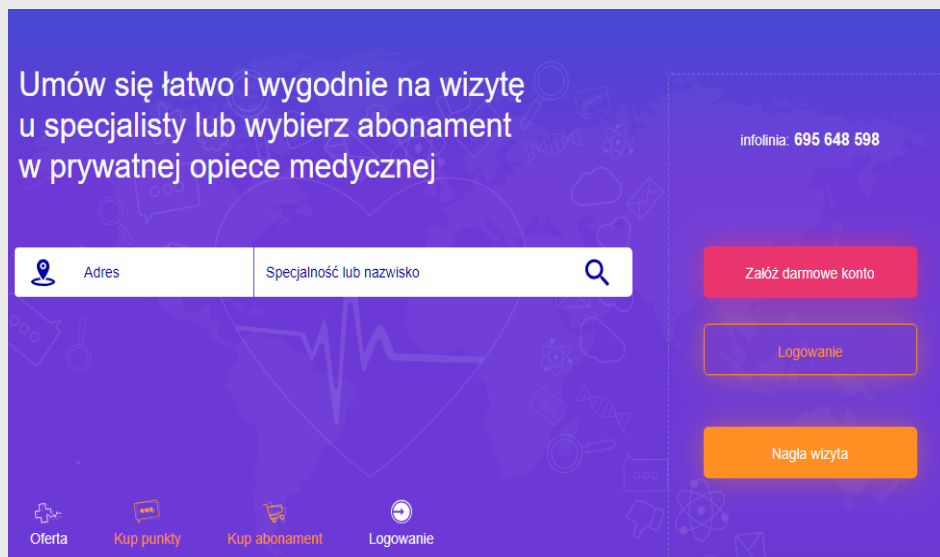 Umów się łatwo i wygodnie na wizytę
u specjalisty lub wybierz abonament
w prywatnej opiece medycznej
infolinia: 695 648 598
Adres
Specjalność lub nazwisko
Załóż darmowe konto
Logowanie
Nagła wizyta
Oferta
Kup punkty
Kup abonament
Logowanie